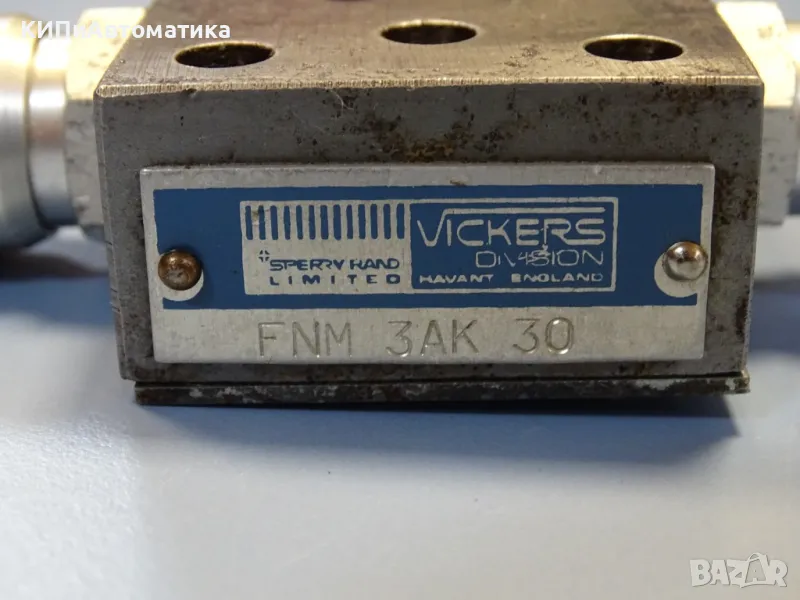 КИПиАвтоматика
VICKERS
DIVISION
SPERRY RAND
LIMITED
HAVANT ENGLAND
FNM 3AK 30
BAZAR